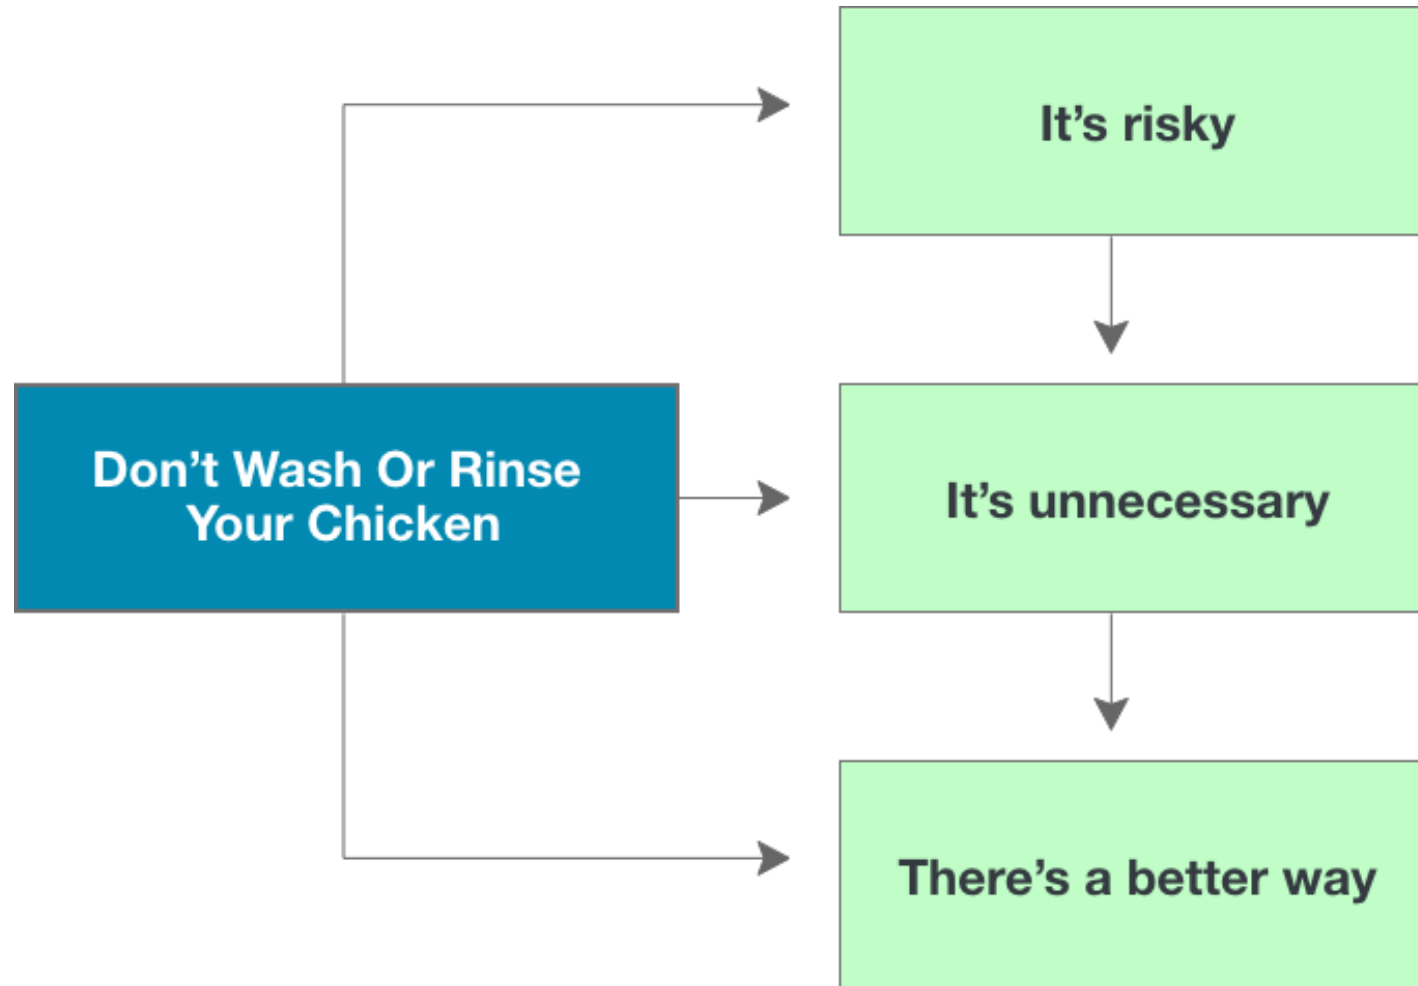 It’s risky
Don’t Wash Or Rinse
Your Chicken
It’s unnecessary
There’s a better way